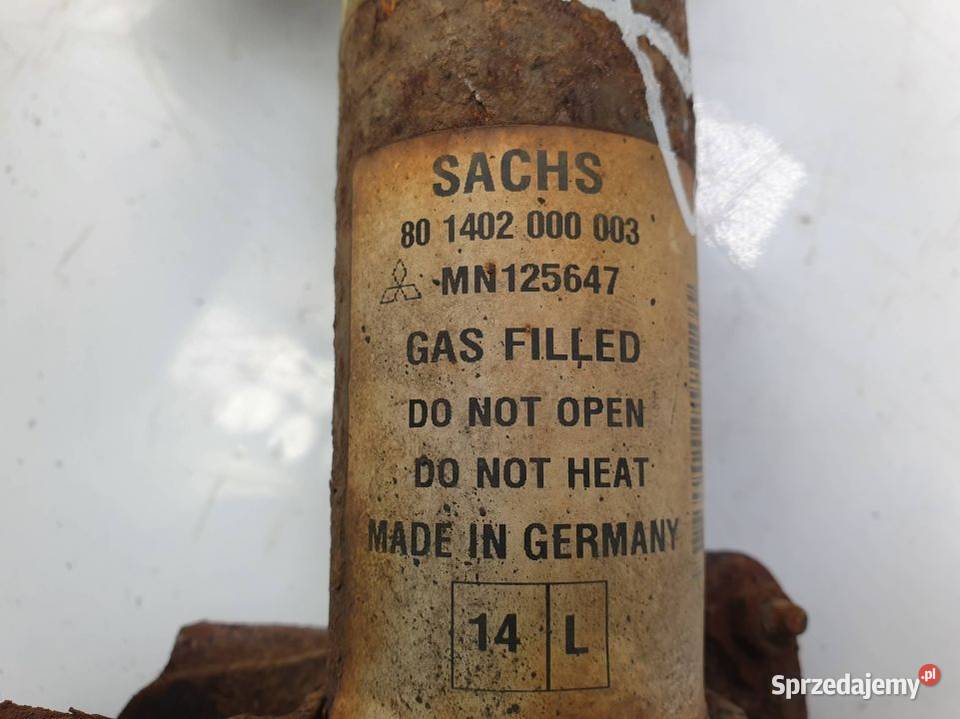 SACHS
80 1402 000 003
MN125647
GAS FILLED
DO NOT OPEN
DO NOT HEAT
MADE IN GERMANY
14 L
Sprzedajemy.pl